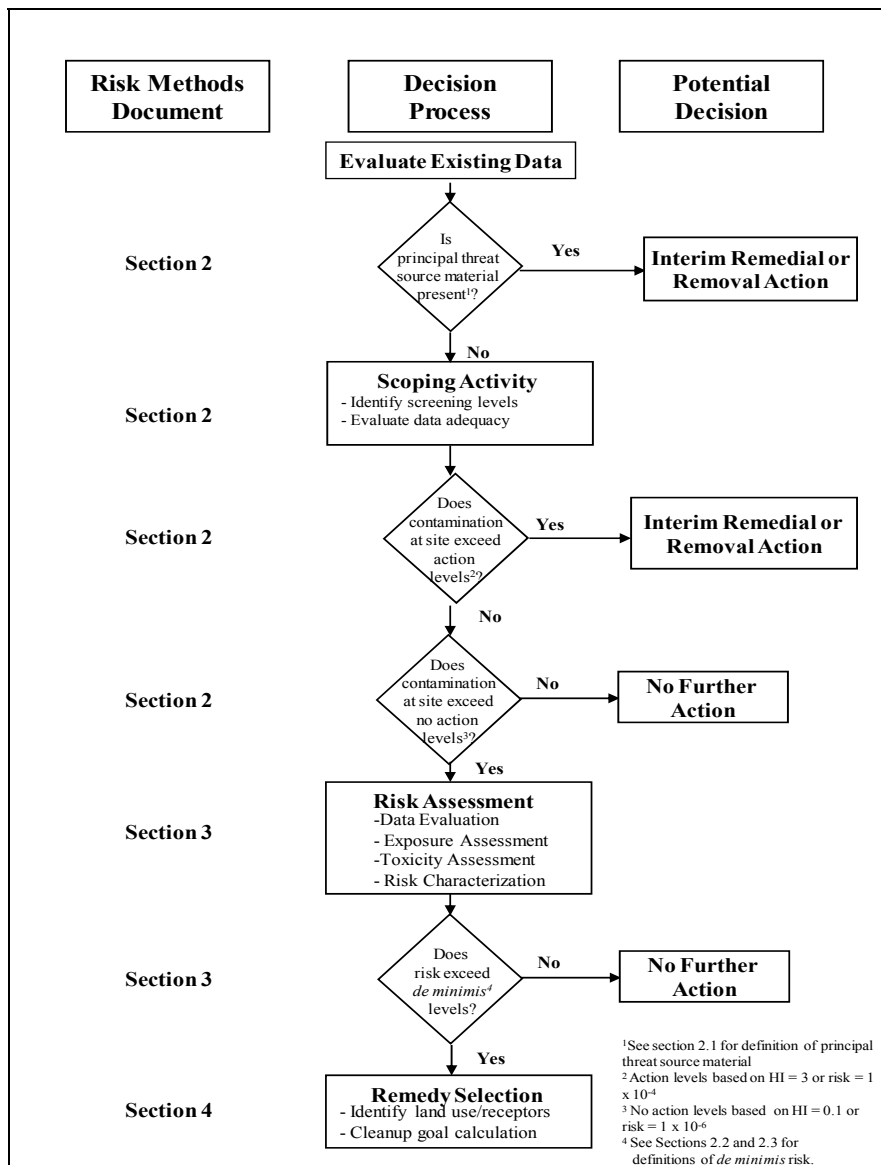 Risk Methods
Document
Decision
Process
Potential
Decision
Evaluate Existing Data
Section 2
Is
principal threat
source material
present¹?
Yes
Interim Remedial or
Removal Action
No
Section 2
Scoping Activity
- Identify screening levels
- Evaluate data adequacy
Section 2
Does
contamination
at site exceed
action
levels²?
Yes
Interim Remedial or
Removal Action
No
Section 2
Does
contamination
at site exceed
no action
levels³?
No
No Further
Action
Yes
Section 3
Risk Assessment
-Data Evaluation
- Exposure Assessment
-Toxicity Assessment
- Risk Characterization
Section 3
Does
risk exceed
de minimis⁴
levels?
No
No Further
Action
Yes
Section 4
Remedy Selection
- Identify land use/receptors
- Cleanup goal calculation
¹See section 2.1 for definition of principal
threat source material
² Action levels based on HI = 3 or risk = 1
x 10⁻⁴
³ No action levels based on HI = 0.1 or
risk = 1 x 10⁻⁶
⁴ See Sections 2.2 and 2.3 for
definitions of de minimis risk.